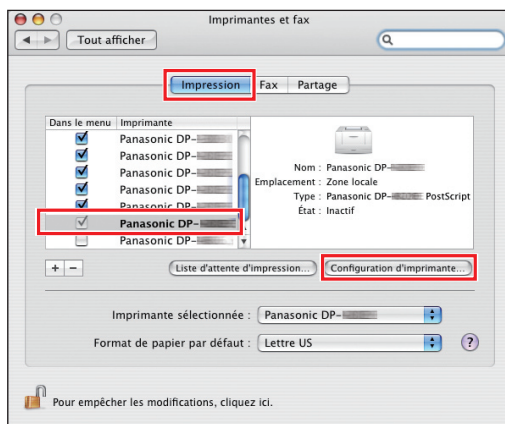 Imprimantes et fax
Tout afficher
Impression Fax Partage
Dans le menu Imprimante
Panasonic DP-
Panasonic DP-
Panasonic DP-
Panasonic DP-
Panasonic DP-
Panasonic DP-
Nom : Panasonic DP-
Emplacement : Zone locale
Type : Panasonic DP- PostScript
État : Inactif
+ −
Liste d'attente d'impression... Configuration d'imprimante...
Imprimante sélectionnée : Panasonic DP-
Format de papier par défaut : Lettre US ?
Pour empêcher les modifications, cliquez ici.